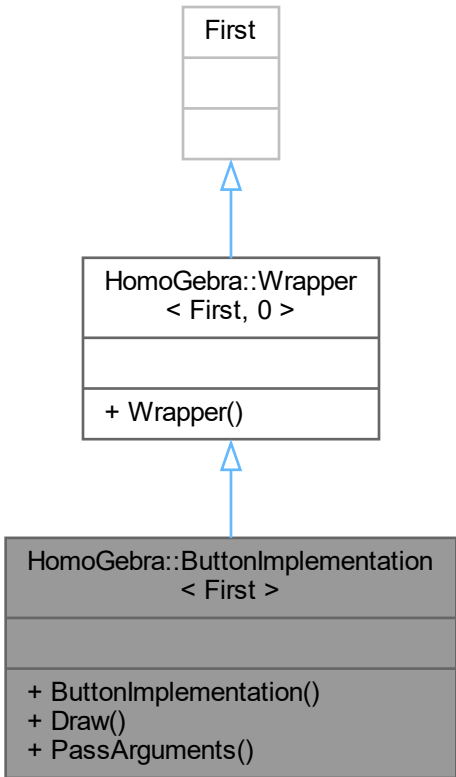 First
HomoGebra::Wrapper
< First, 0 >
+ Wrapper()
HomoGebra::ButtonImplementation
< First >
+ ButtonImplementation()
+ Draw()
+ PassArguments()